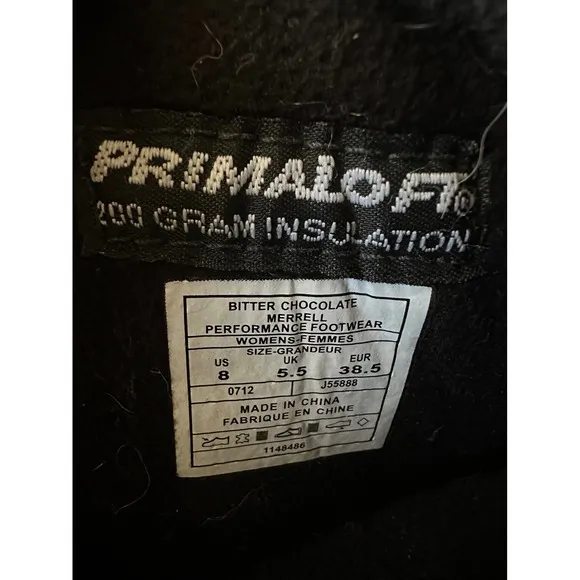 PRIMALOFT®
200 GRAM INSULATION
BITTER CHOCOLATE
MERRELL
PERFORMANCE FOOTWEAR
WOMENS-FEMMES
SIZE-GRANDEUR
US UK EUR
8 5.5 38.5
0712 J55888
MADE IN CHINA
FABRIQUE EN CHINE
1148486